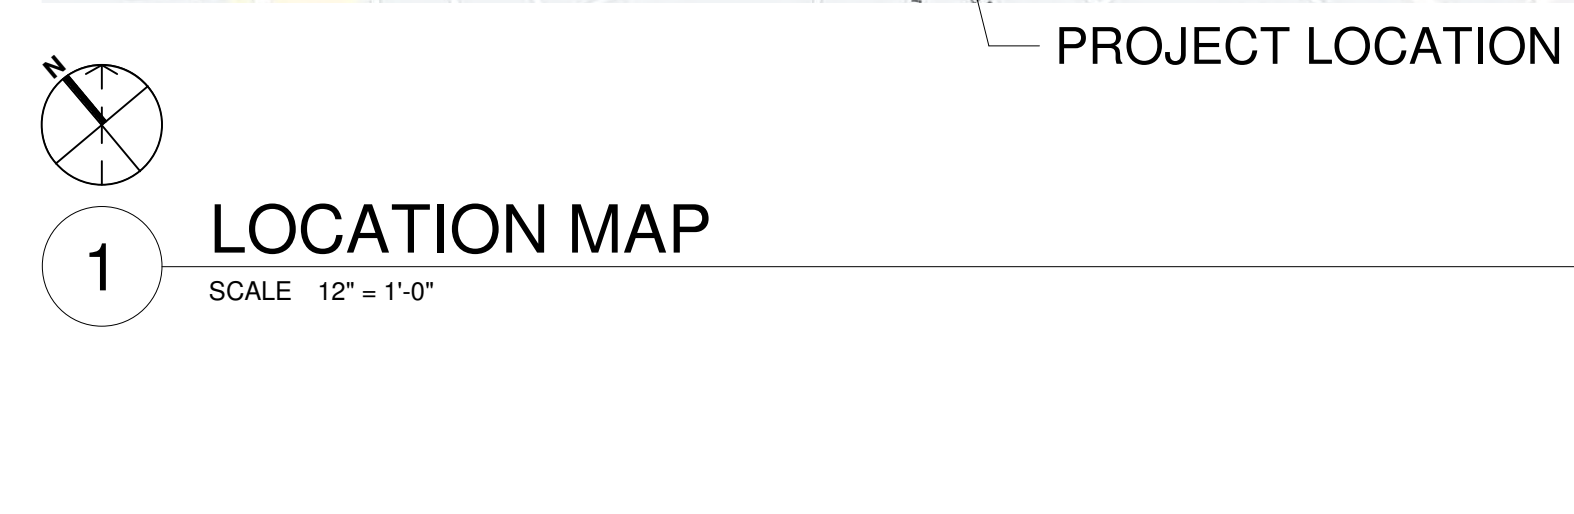 PROJECT LOCATION
N
LOCATION MAP
1
SCALE 12" = 1'-0"